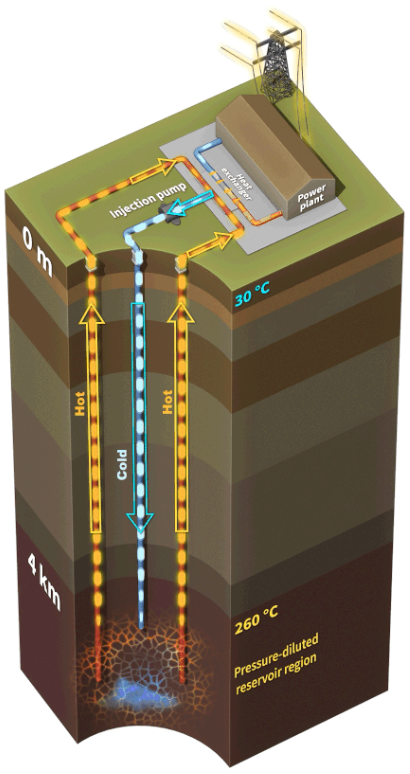 Injection pump
Heat
exchanger
Power
plant
0 m
30 °C
Hot
Cold
Hot
4 km
260 °C
Pressure-diluted
reservoir region